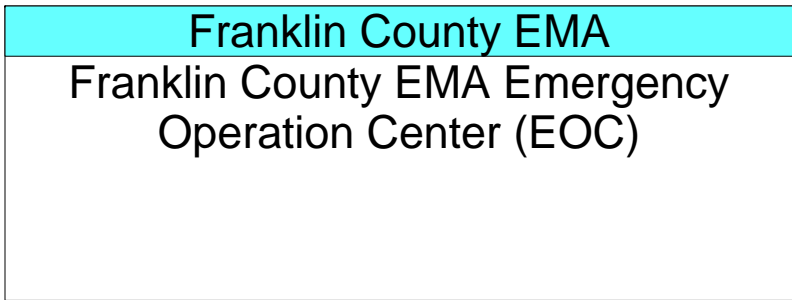 Franklin County EMA
Franklin County EMA Emergency
Operation Center (EOC)